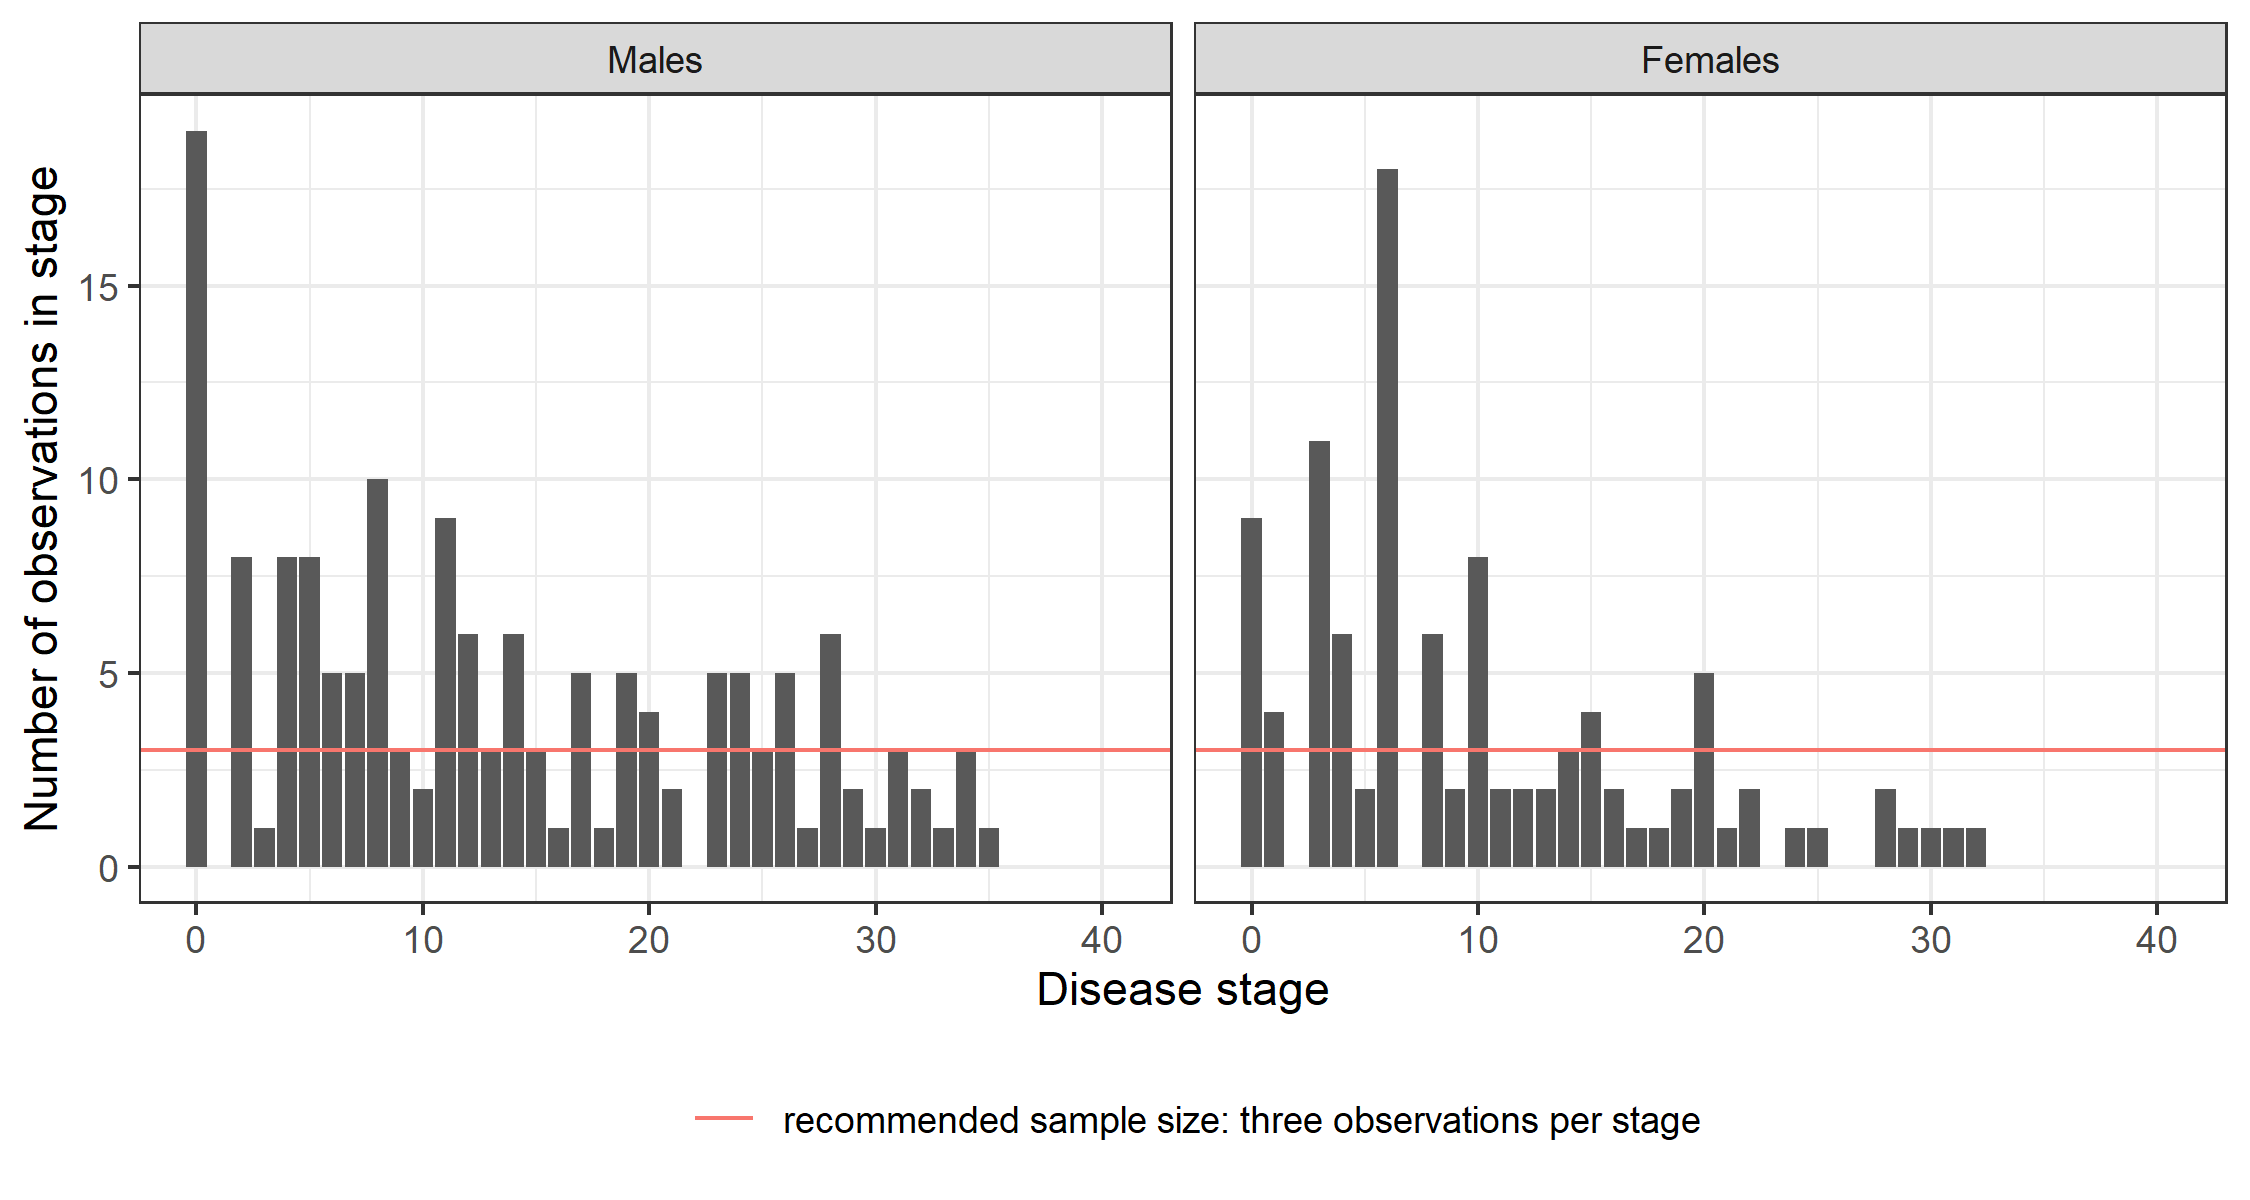 Males
Females
Number of observations in stage
15
10
5
0
0 10 20 30 40
0 10 20 30 40
Disease stage
recommended sample size: three observations per stage